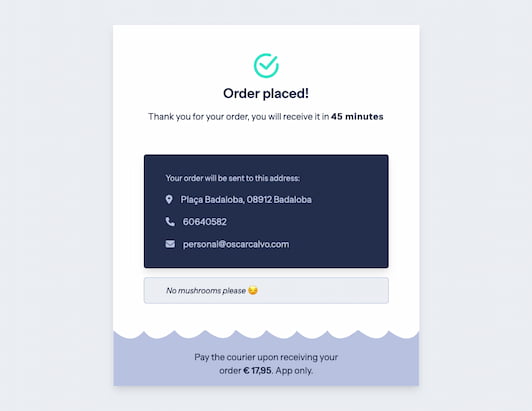 Order placed!
Thank you for your order, you will receive it in 45 minutes
Your order will be sent to this address:
Plaça Badaloba, 08912 Badaloba
60640582
personal@oscarcalvo.com
No mushrooms please 😔
Pay the courier upon receiving your
order € 17,95. App only.